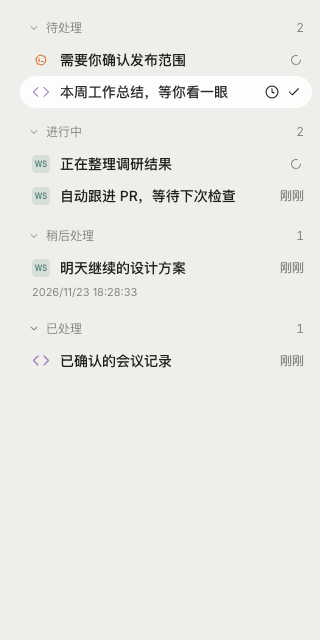 待处理 2
需要你确认发布范围
本周工作总结，等你看一眼
进行中 2
WS 正在整理调研结果
WS 自动跟进 PR，等待下次检查 刚刚
稍后处理 1
WS 明天继续的设计方案 刚刚
2026/11/23 18:28:33
已处理 1
已确认的会议记录 刚刚